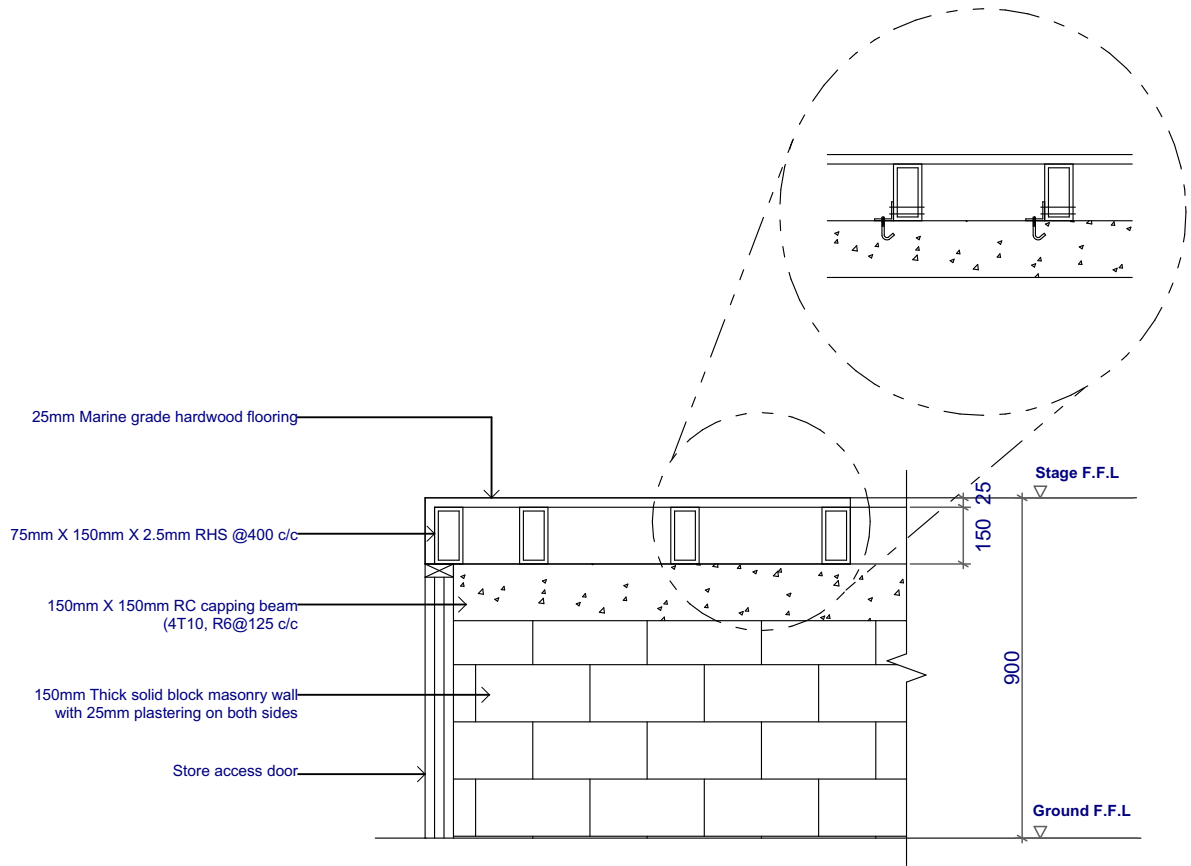 25mm Marine grade hardwood flooring
Stage F.F.L
25
75mm X 150mm X 2.5mm RHS @400 c/c
150
150mm X 150mm RC capping beam
(4T10, R6@125 c/c
900
150mm Thick solid block masonry wall
with 25mm plastering on both sides
Store access door
Ground F.F.L